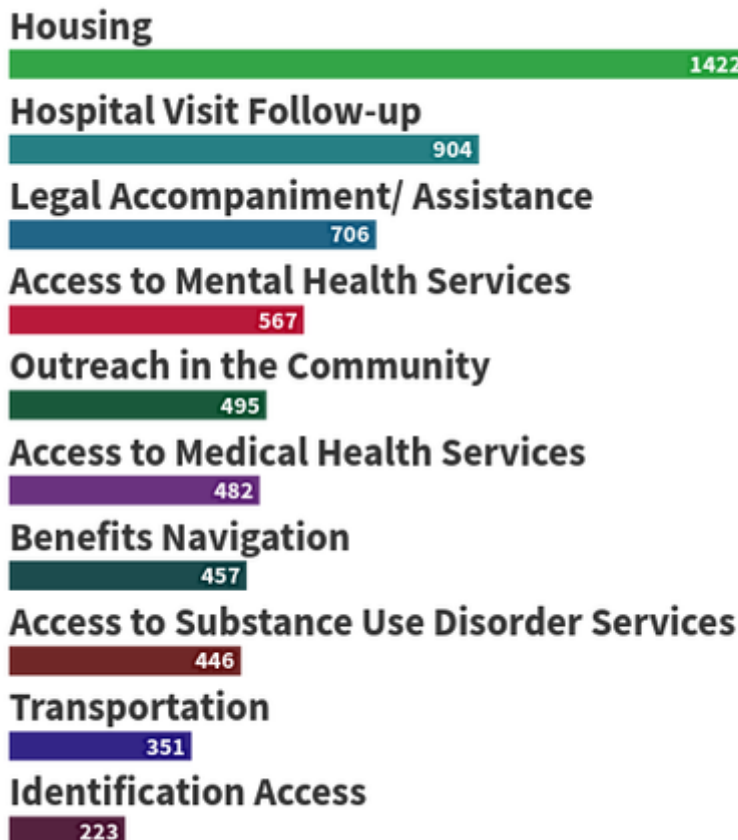 Housing
1422
Hospital Visit Follow-up
904
Legal Accompaniment/ Assistance
706
Access to Mental Health Services
567
Outreach in the Community
495
Access to Medical Health Services
482
Benefits Navigation
457
Access to Substance Use Disorder Services
446
Transportation
351
Identification Access
223